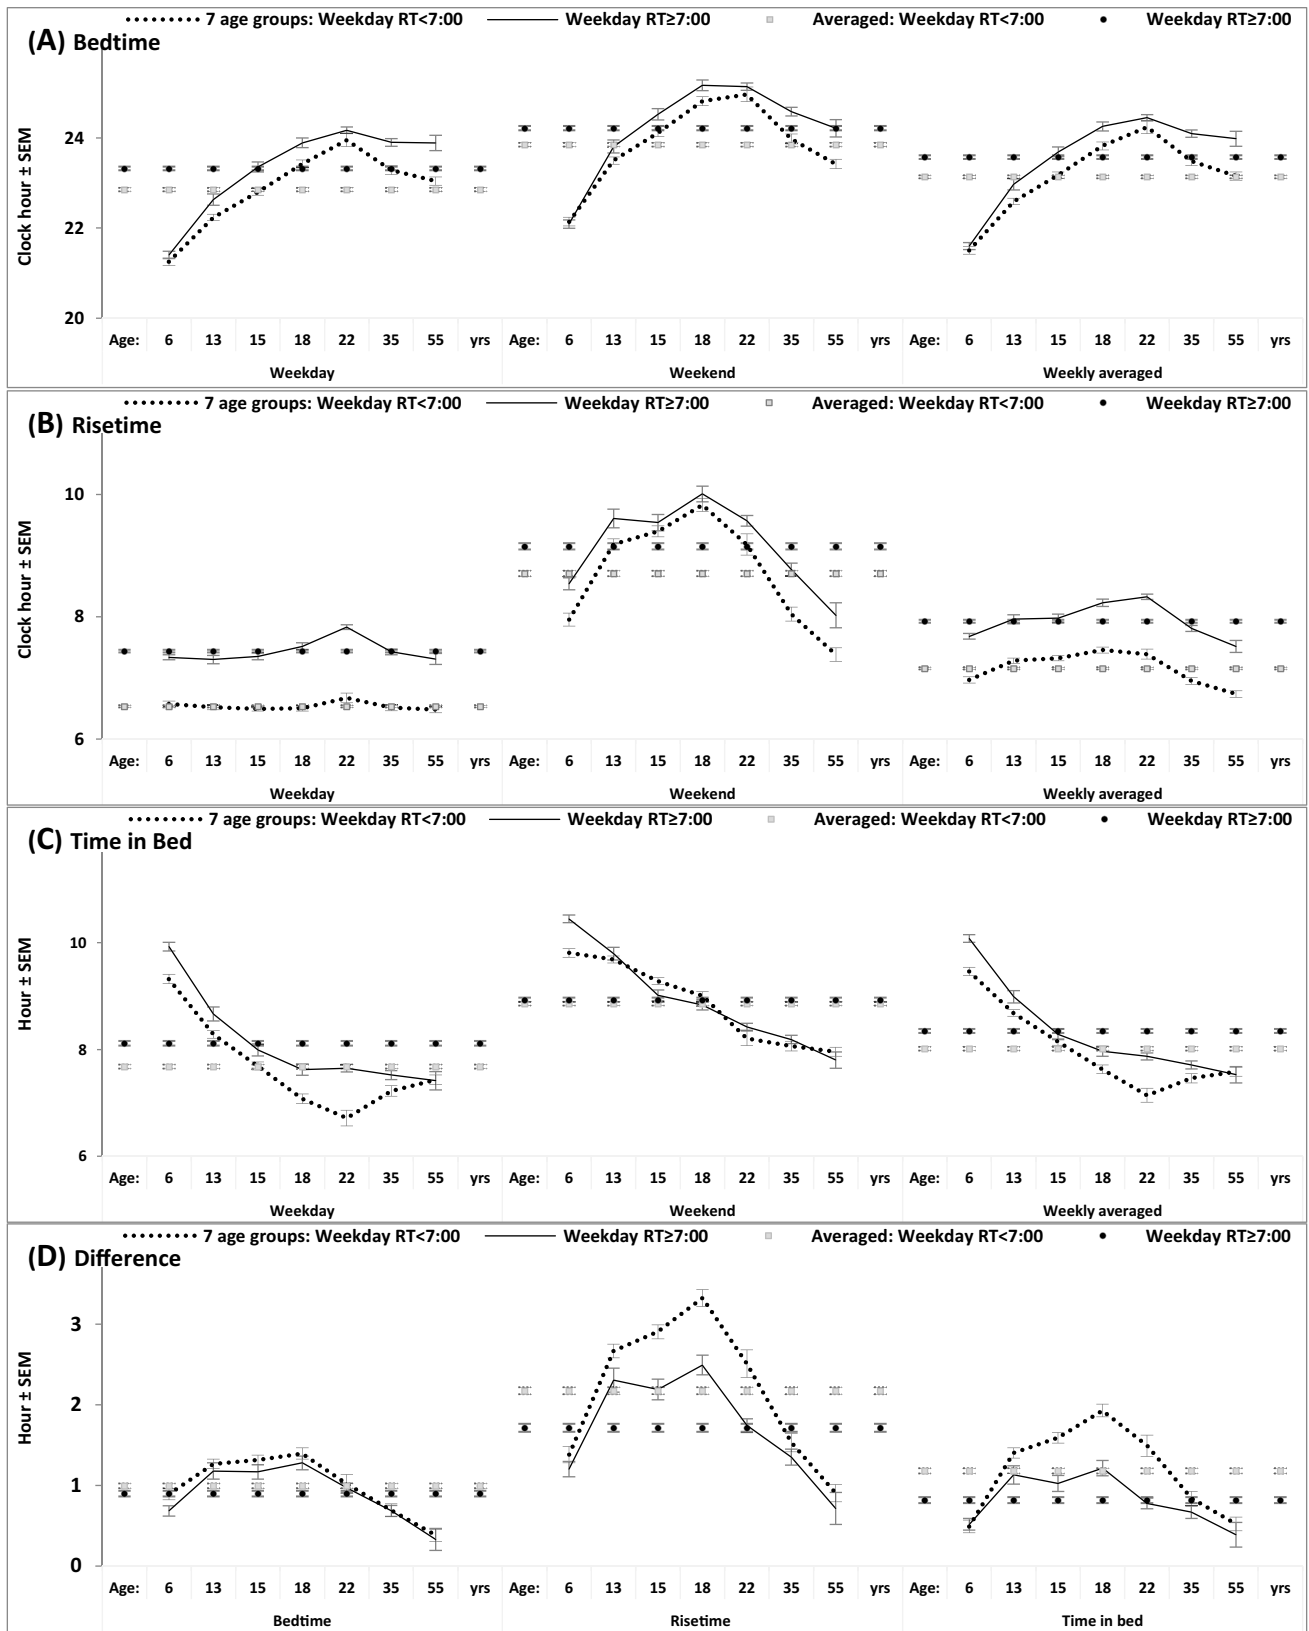 7 age groups: Weekday RT<7:00 Weekday RT≥7:00 Averaged: Weekday RT<7:00 Weekday RT≥7:00
(A) Bedtime
Clock hour ± SEM
24
22
20
Age: 6 13 15 18 22 35 55 yrs Age: 6 13 15 18 22 35 55 yrs Age: 6 13 15 18 22 35 55 yrs
Weekday Weekend Weekly averaged
7 age groups: Weekday RT<7:00 Weekday RT≥7:00 Averaged: Weekday RT<7:00 Weekday RT≥7:00
(B) Risetime
Clock hour ± SEM
10
8
6
Age: 6 13 15 18 22 35 55 yrs Age: 6 13 15 18 22 35 55 yrs Age: 6 13 15 18 22 35 55 yrs
Weekday Weekend Weekly averaged
7 age groups: Weekday RT<7:00 Weekday RT≥7:00 Averaged: Weekday RT<7:00 Weekday RT≥7:00
(C) Time in Bed
Hour ± SEM
10
8
6
Age: 6 13 15 18 22 35 55 yrs Age: 6 13 15 18 22 35 55 yrs Age: 6 13 15 18 22 35 55 yrs
Weekday Weekend Weekly averaged
7 age groups: Weekday RT<7:00 Weekday RT≥7:00 Averaged: Weekday RT<7:00 Weekday RT≥7:00
(D) Difference
Hour ± SEM
3
2
1
0
Age: 6 13 15 18 22 35 55 yrs Age: 6 13 15 18 22 35 55 yrs Age: 6 13 15 18 22 35 55 yrs
Bedtime Risetime Time in bed